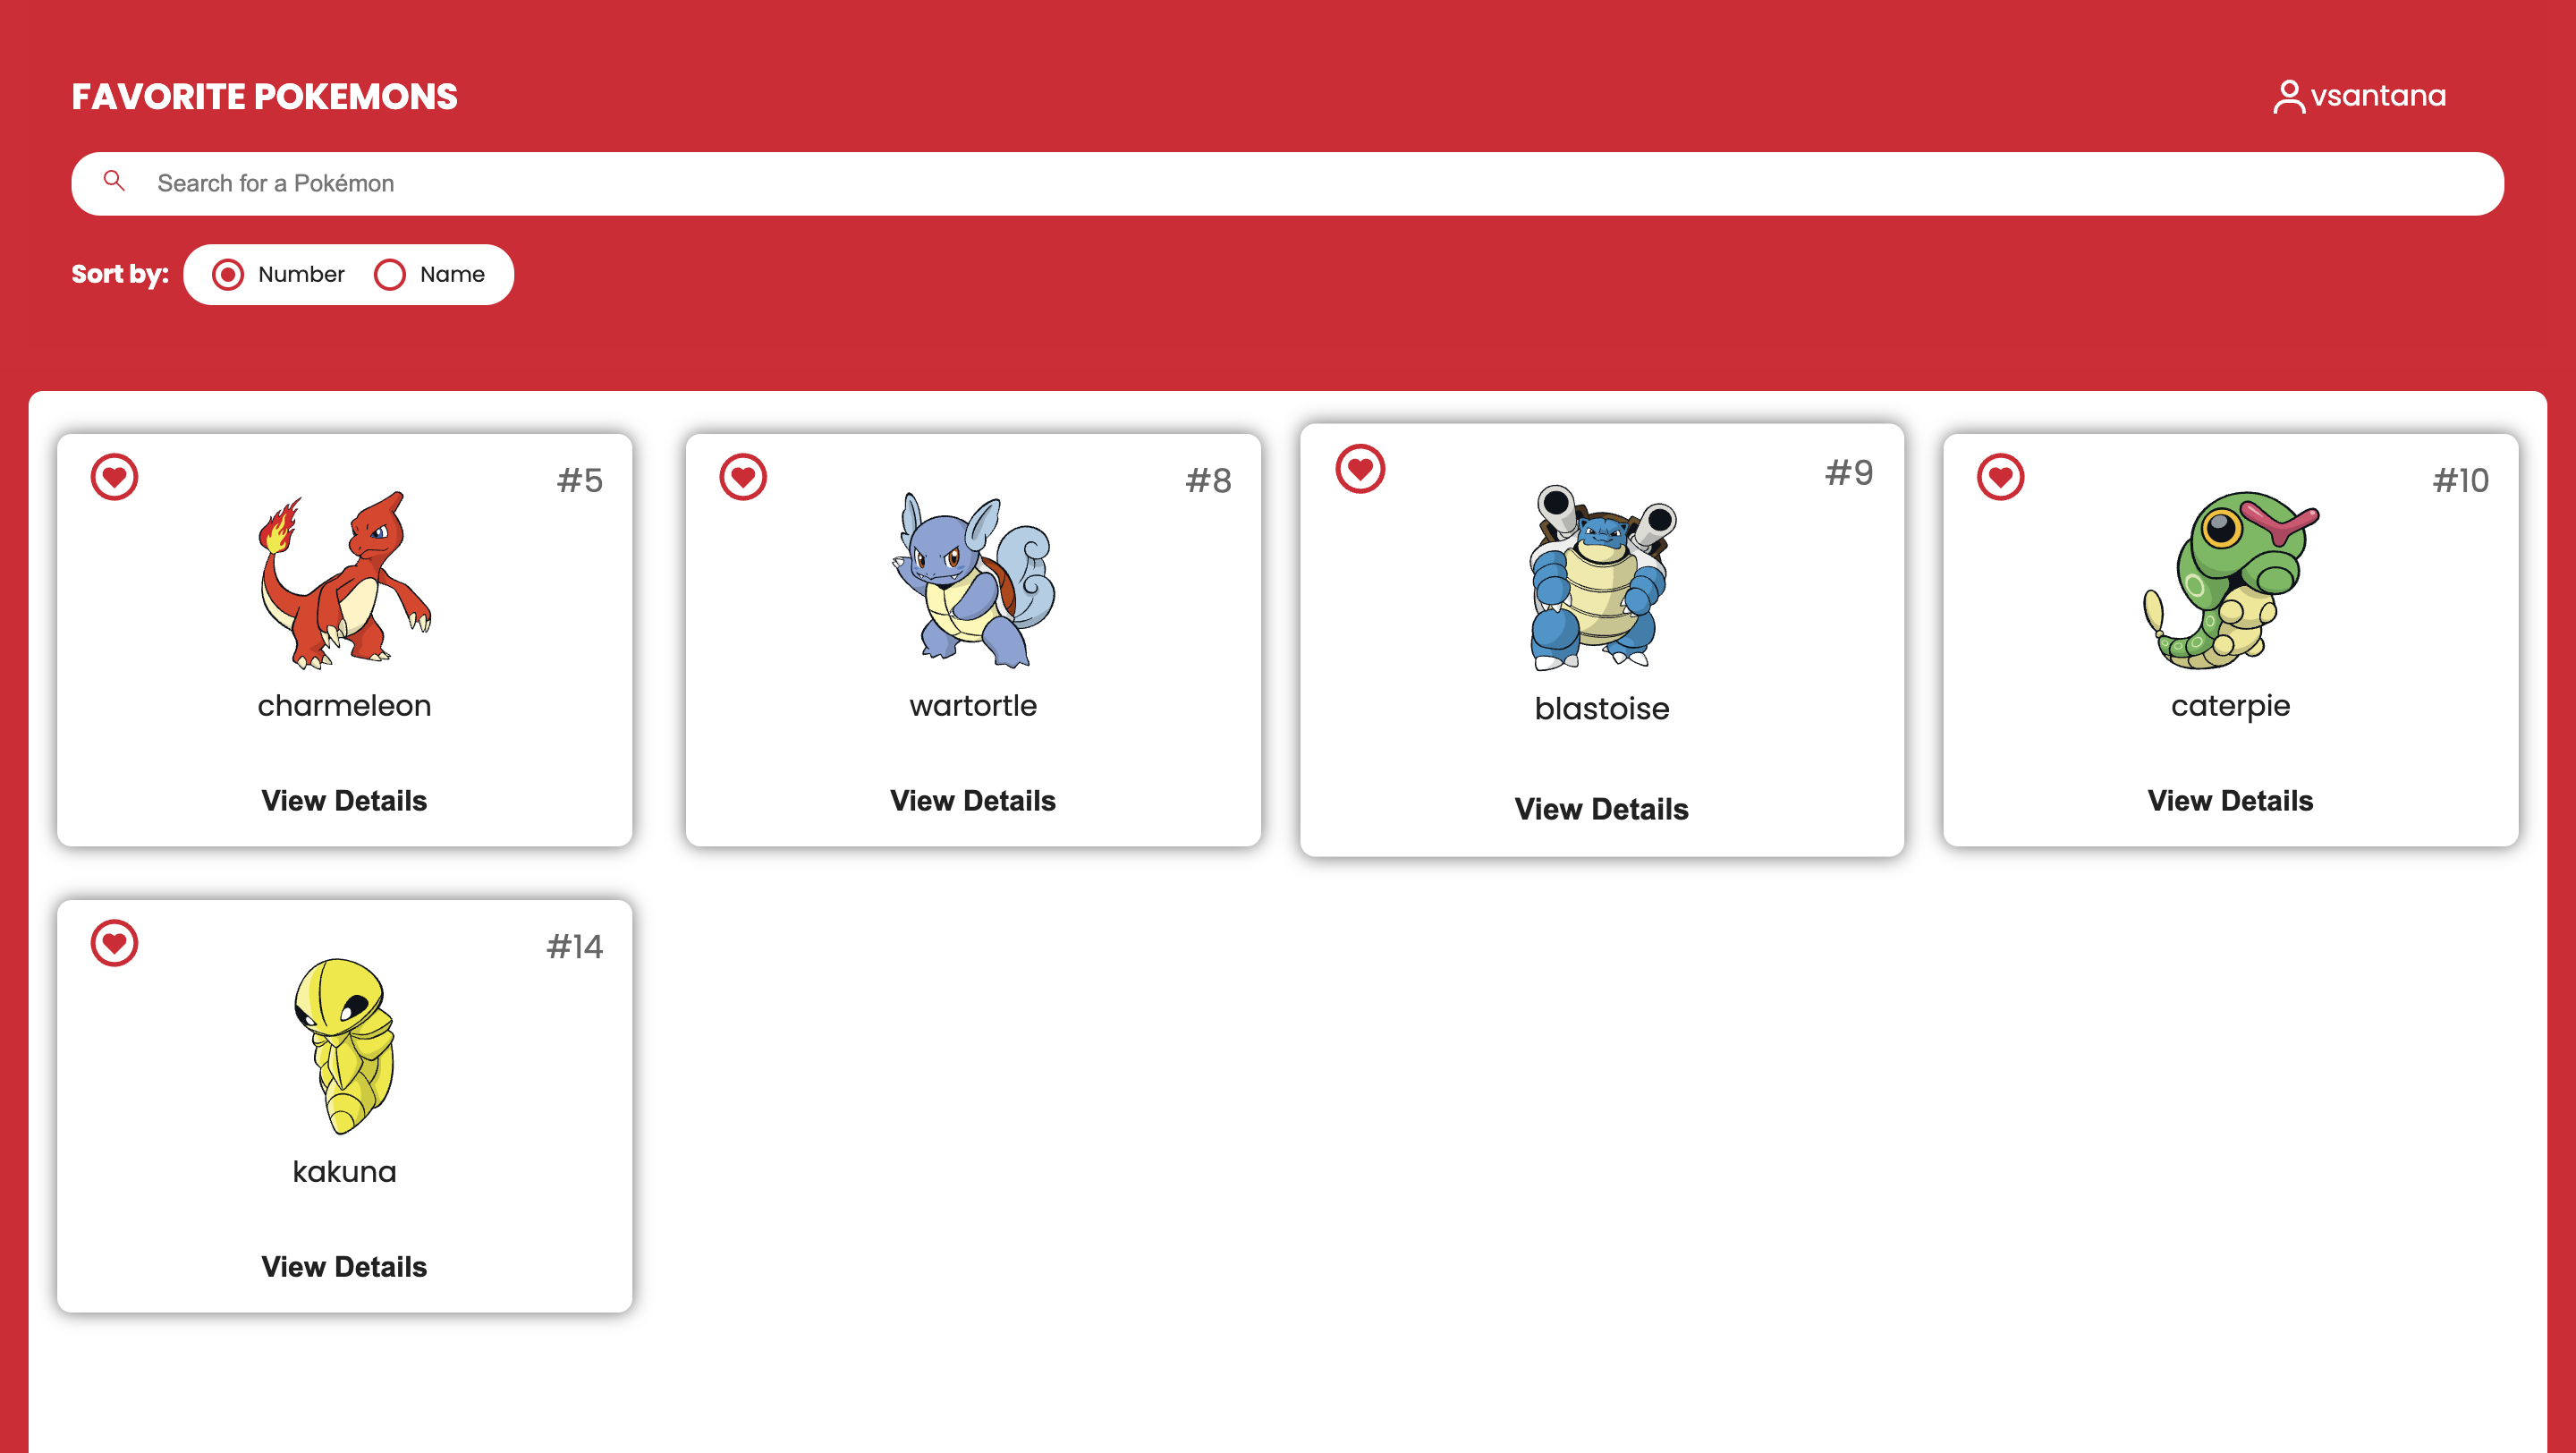 FAVORITE POKEMONS
vsantana
Search for a Pokémon
Sort by:
Number
Name
#5
charmeleon
View Details
#8
wartortle
View Details
#9
blastoise
View Details
#10
caterpie
View Details
#14
kakuna
View Details